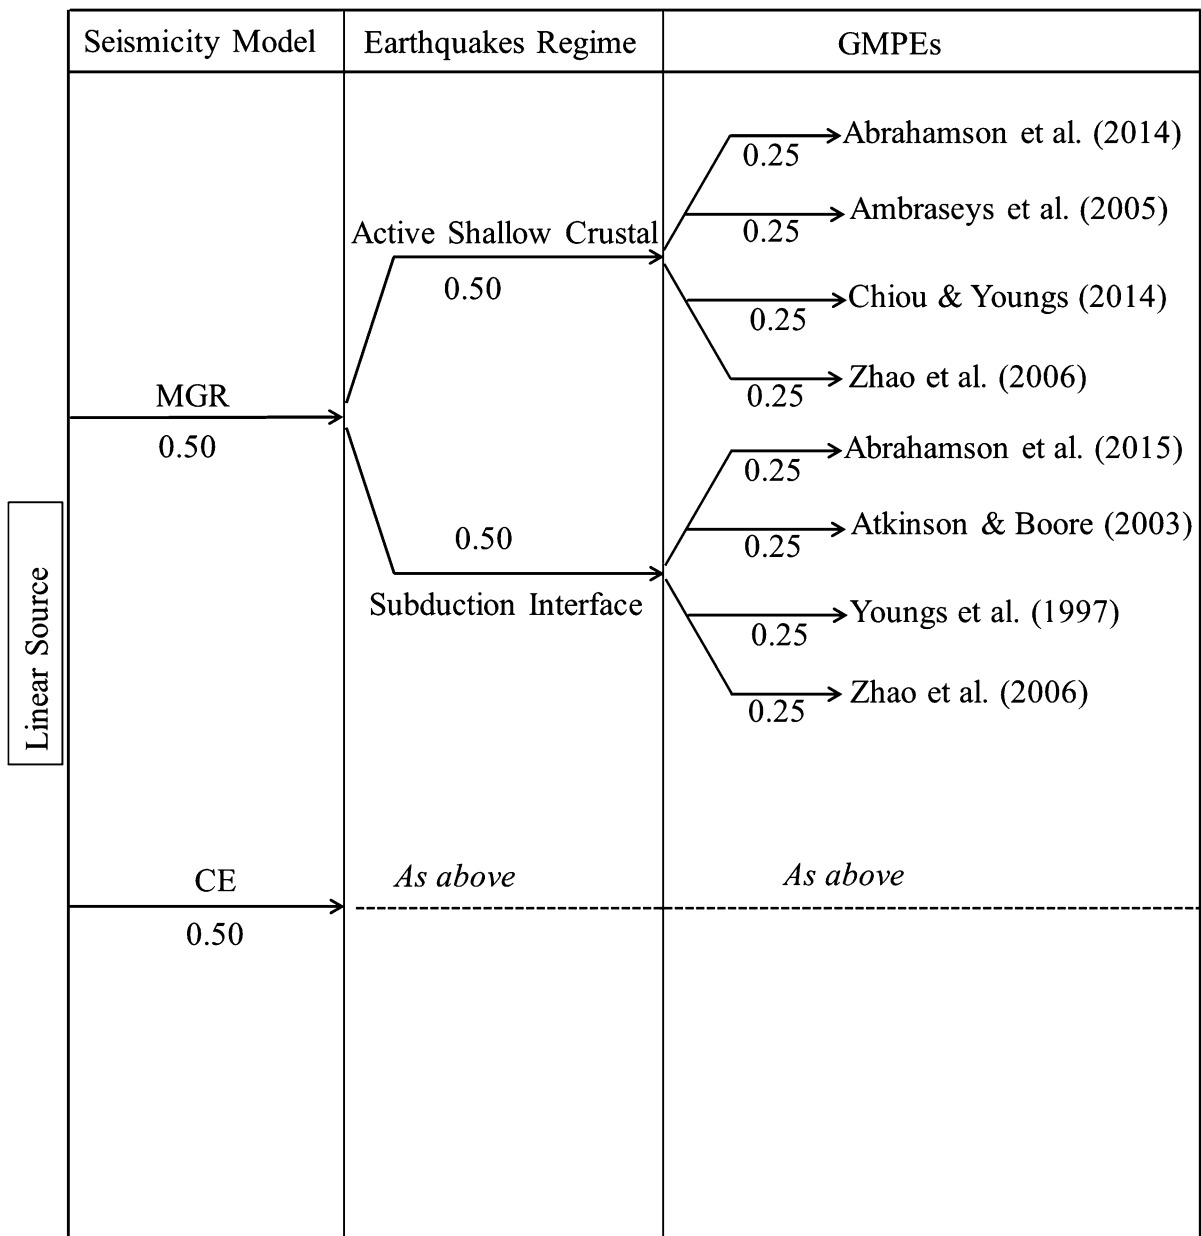 Seismicity Model
Earthquakes Regime
GMPEs
Abrahamson et al. (2014)
0.25
Ambraseys et al. (2005)
0.25
Active Shallow Crustal
0.50
Chiou & Youngs (2014)
0.25
Zhao et al. (2006)
0.25
MGR
0.50
Abrahamson et al. (2015)
0.25
Atkinson & Boore (2003)
0.25
0.50
Subduction Interface
Youngs et al. (1997)
0.25
Zhao et al. (2006)
0.25
Linear Source
CE
0.50
As above
As above